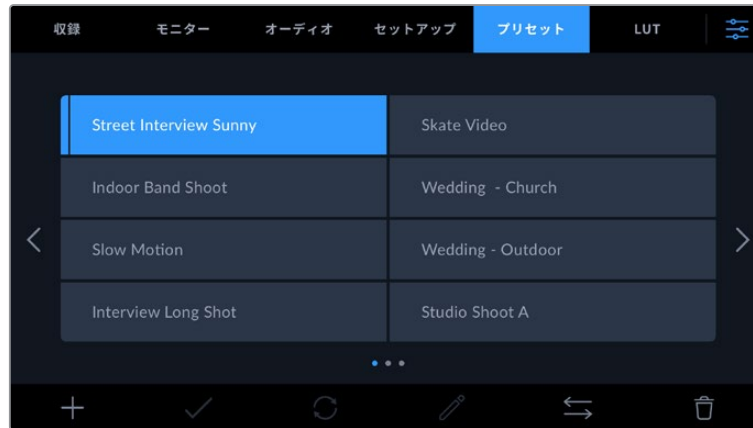 収録 モニター オーディオ セットアップ プリセット LUT
Street Interview Sunny Skate Video
Indoor Band Shoot Wedding - Church
Slow Motion Wedding - Outdoor
Interview Long Shot Studio Shoot A